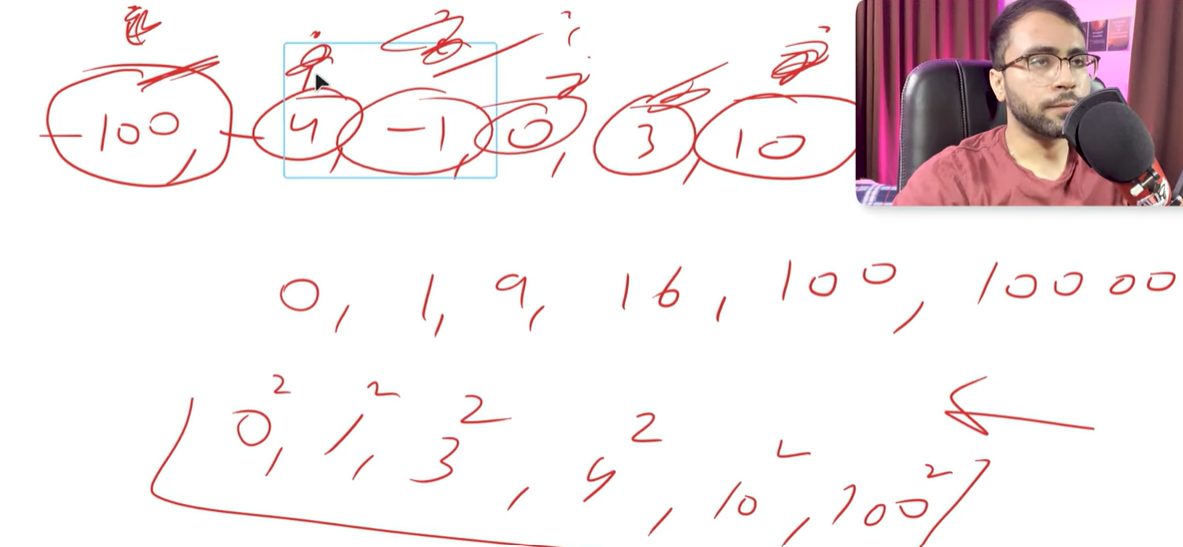 -100, -4, -1, 0, 3, 10
0, 1, 9, 16, 100, 10000
0², 1², 3², 4², 10², 100²